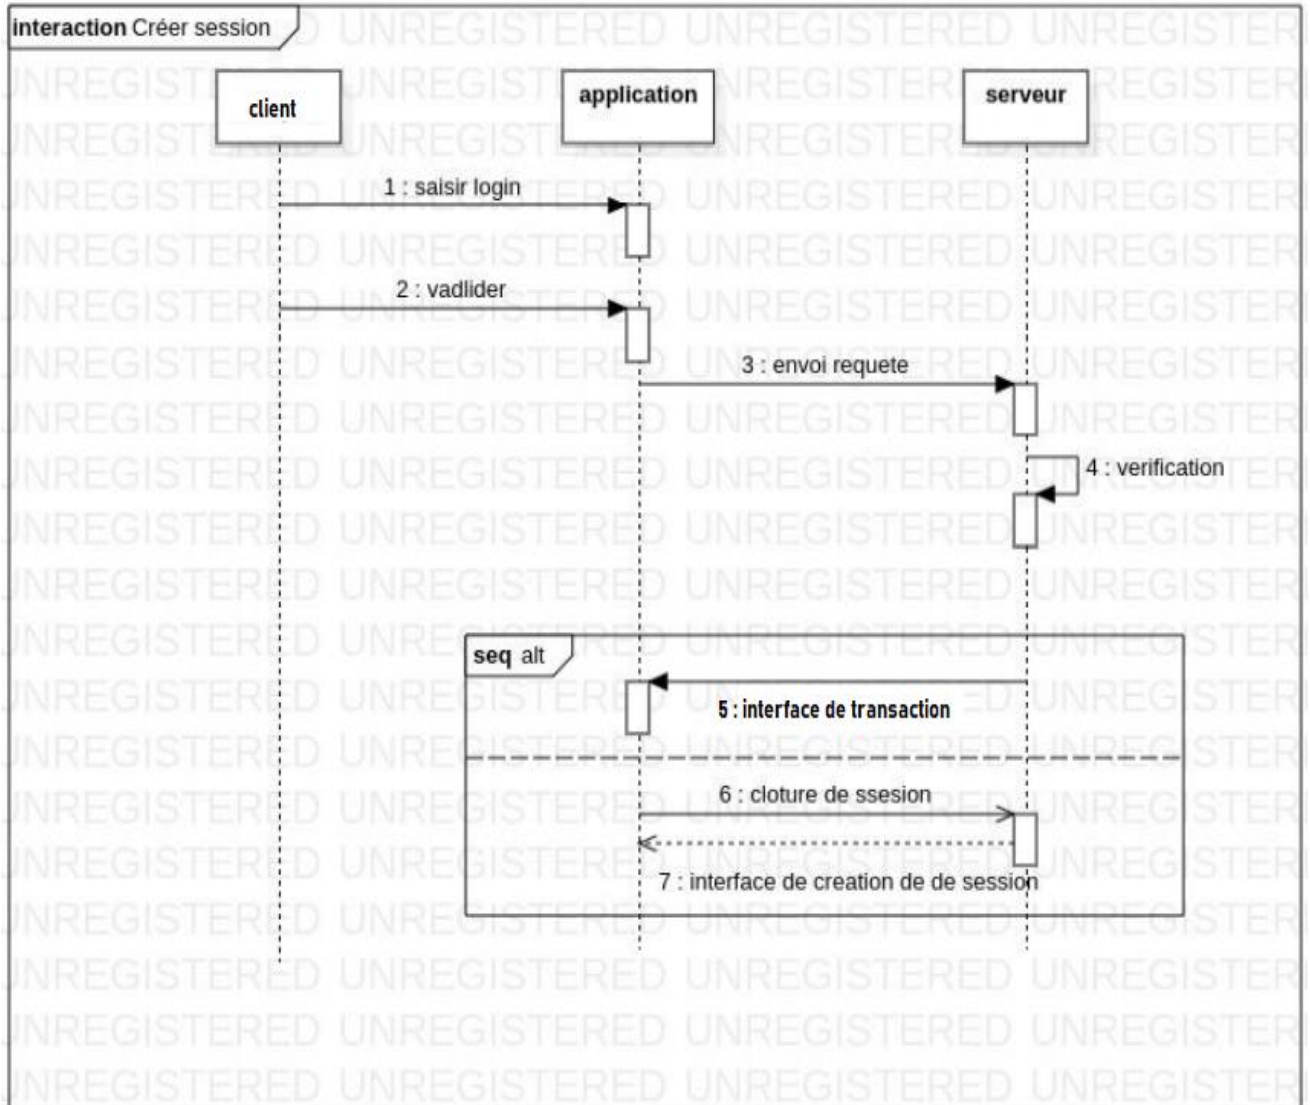 interaction Créer session
client
application
serveur
1 : saisir login
2 : vadlider
3 : envoi requete
4 : verification
seq alt
5 : interface de transaction
6 : cloture de ssesion
7 : interface de creation de de session
UNREGISTERED